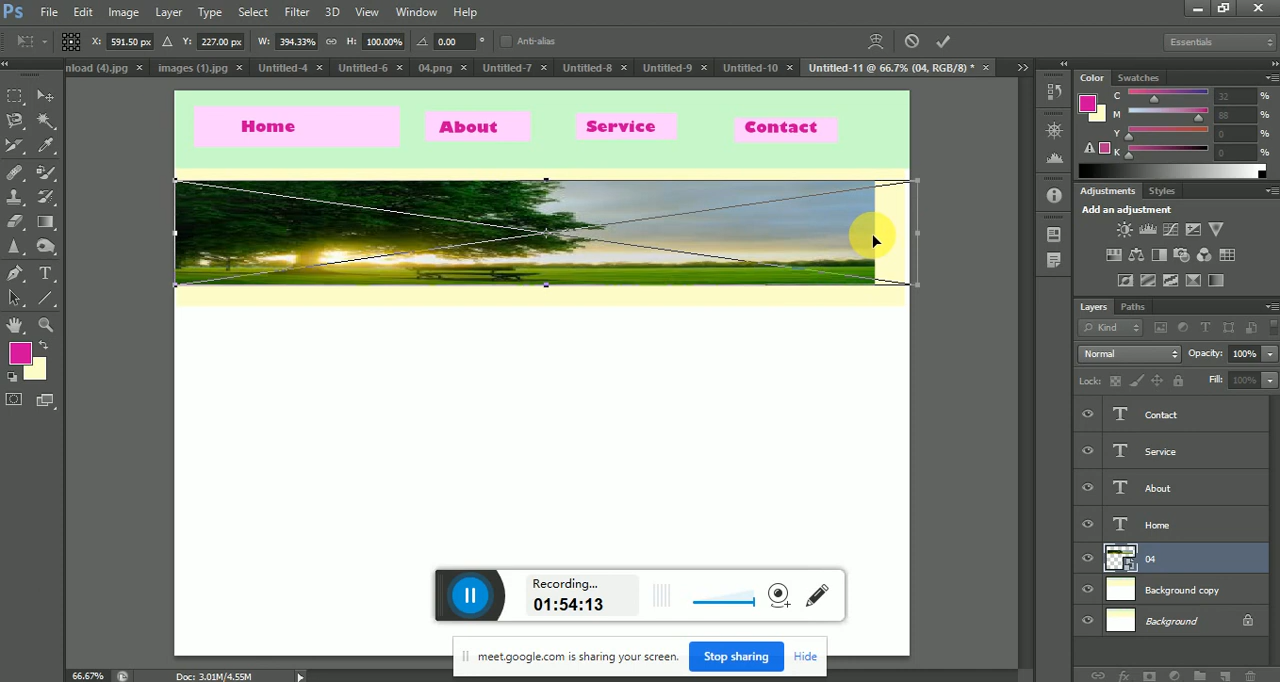 Ps File Edit Image Layer Type Select Filter 3D View Window Help
X: 591.50 px Y: 227.00 px W: 394.33% H: 100.00% 0.00 ° Anti-alias Essentials
nload (4).jpg × images (1).jpg × Untitled-4 × Untitled-6 × 04.png × Untitled-7 × Untitled-8 × Untitled-9 × Untitled-10 × Untitled-11 @ 66.7% (04, RGB/8) * ×
Color Swatches
C 32 %
M 88 %
Y 0 %
K 0 %
Home About Service Contact
Adjustments Styles
Add an adjustment
Layers Paths
Kind
Normal Opacity: 100%
Lock: Fill: 100%
T Contact
T Service
T About
T Home
04
Background copy
Background
Recording...
01:54:13
meet.google.com is sharing your screen. Stop sharing Hide
66.67% Doc: 3.01M/4.55M